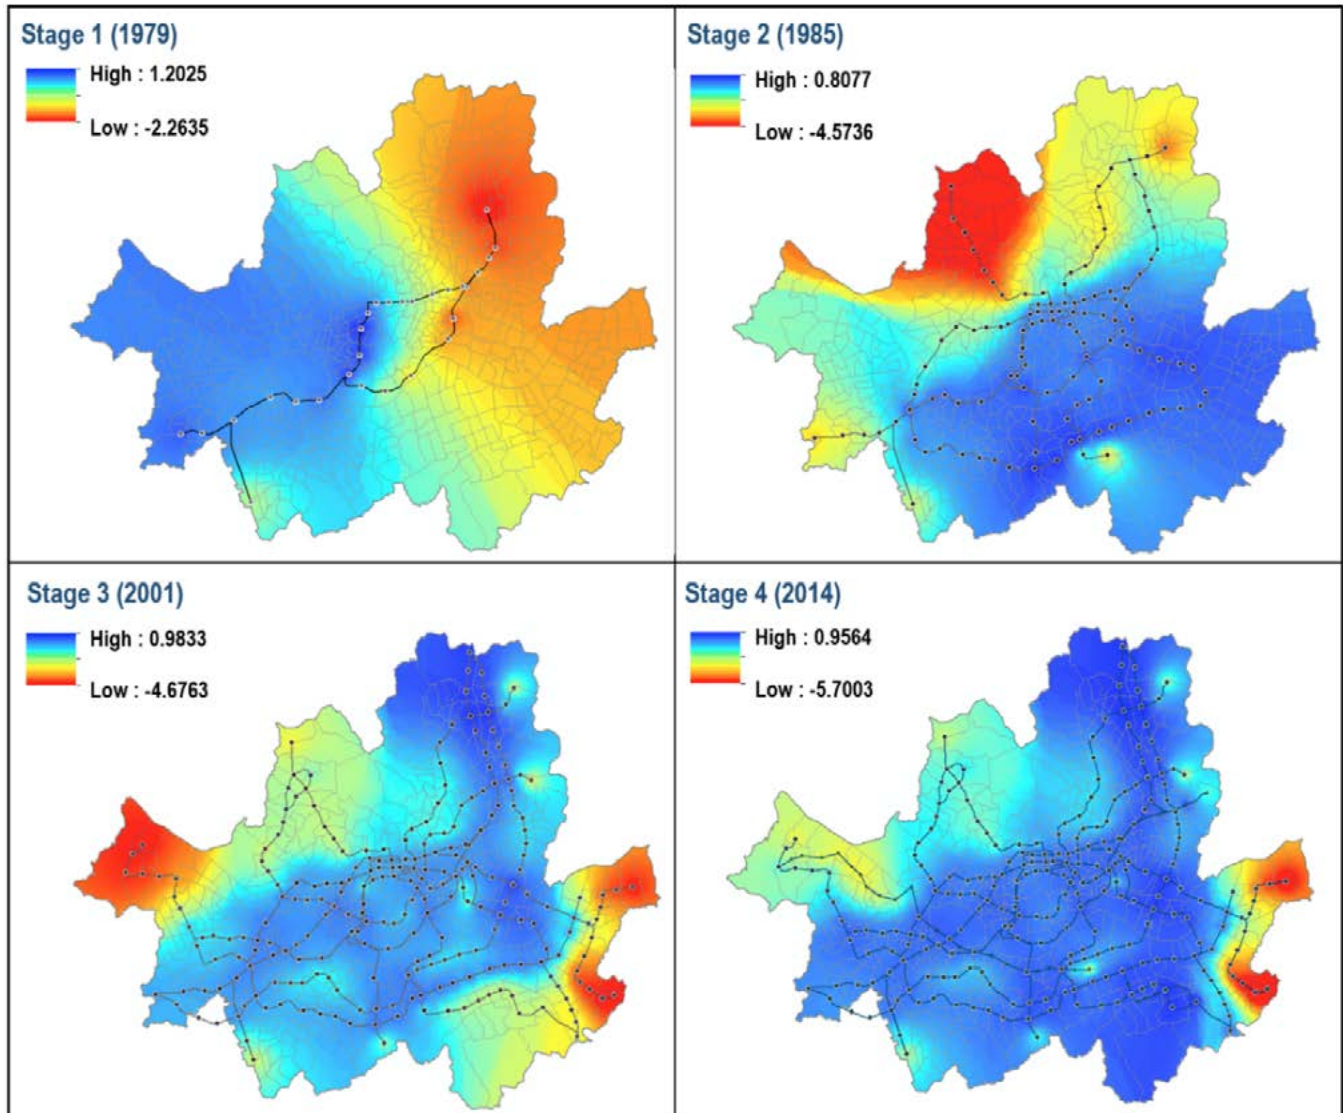 Stage 1 (1979)
High : 1.2025
Low : -2.2635
Stage 2 (1985)
High : 0.8077
Low : -4.5736
Stage 3 (2001)
High : 0.9833
Low : -4.6763
Stage 4 (2014)
High : 0.9564
Low : -5.7003